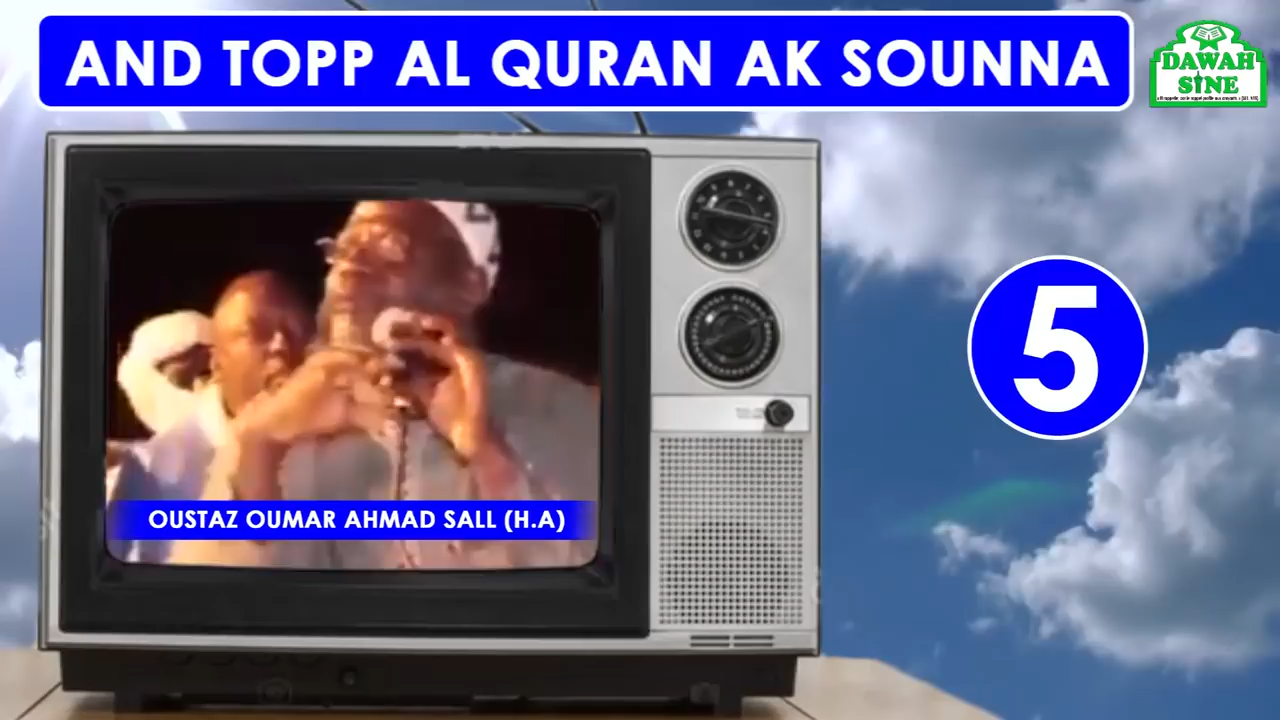 AND TOPP AL QURAN AK SOUNNA
DAWAH
SINE
5
OUSTAZ OUMAR AHMAD SALL (H.A)